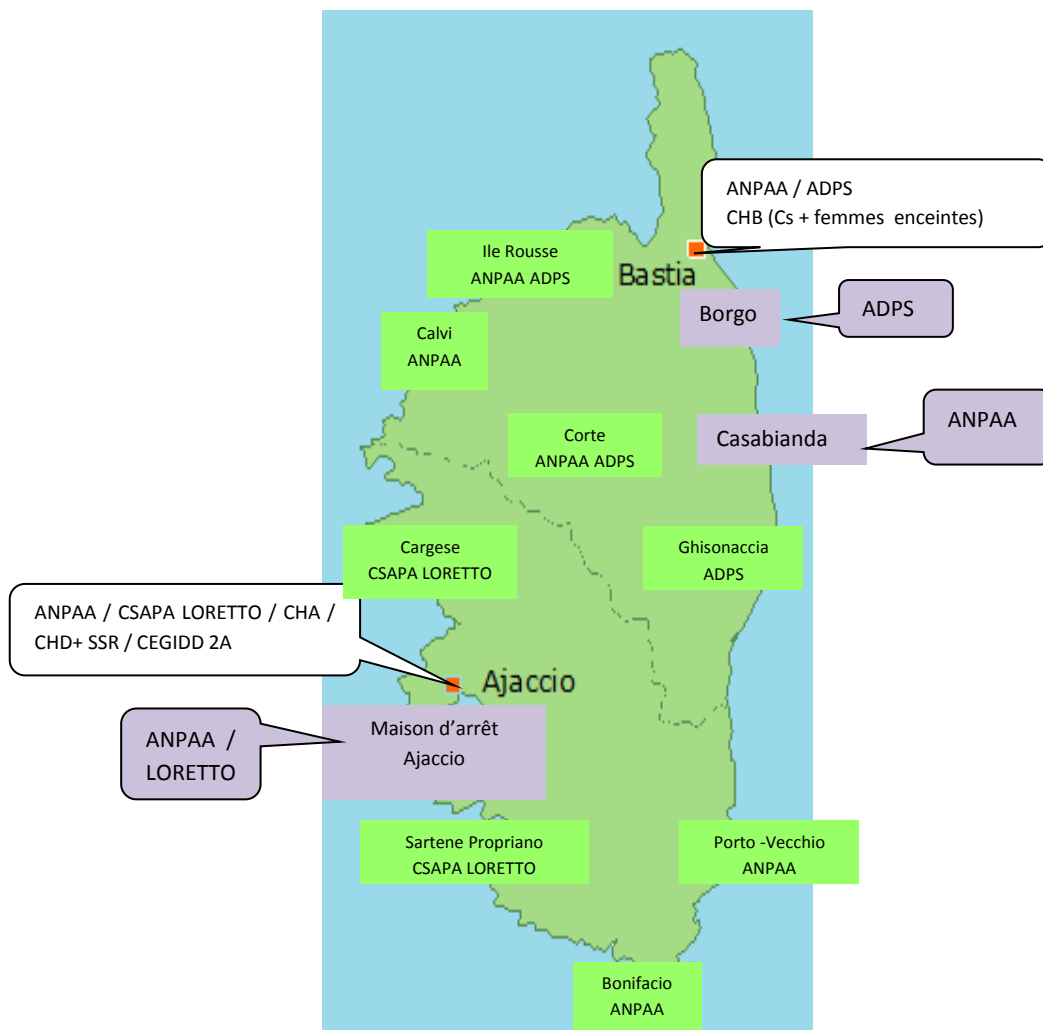 ANPAA / ADPS
CHB (Cs + femmes enceintes)
Ile Rousse
ANPAA ADPS
Bastia
Borgo
ADPS
Calvi
ANPAA
Casabianda
ANPAA
Corte
ANPAA ADPS
Cargese
CSAPA LORETTO
Ghisonaccia
ADPS
ANPAA / CSAPA LORETTO / CHA /
CHD+ SSR / CEGIDD 2A
Ajaccio
Maison d'arrêt
Ajaccio
ANPAA /
LORETTO
Sartene Propriano
CSAPA LORETTO
Porto -Vecchio
ANPAA
Bonifacio
ANPAA